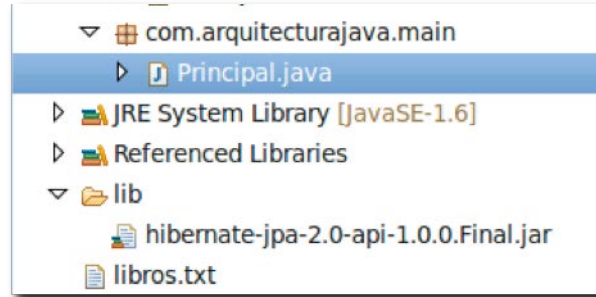 com.arquitecturajava.main
Principal.java
JRE System Library [JavaSE-1.6]
Referenced Libraries
lib
hibernate-jpa-2.0-api-1.0.0.Final.jar
libros.txt